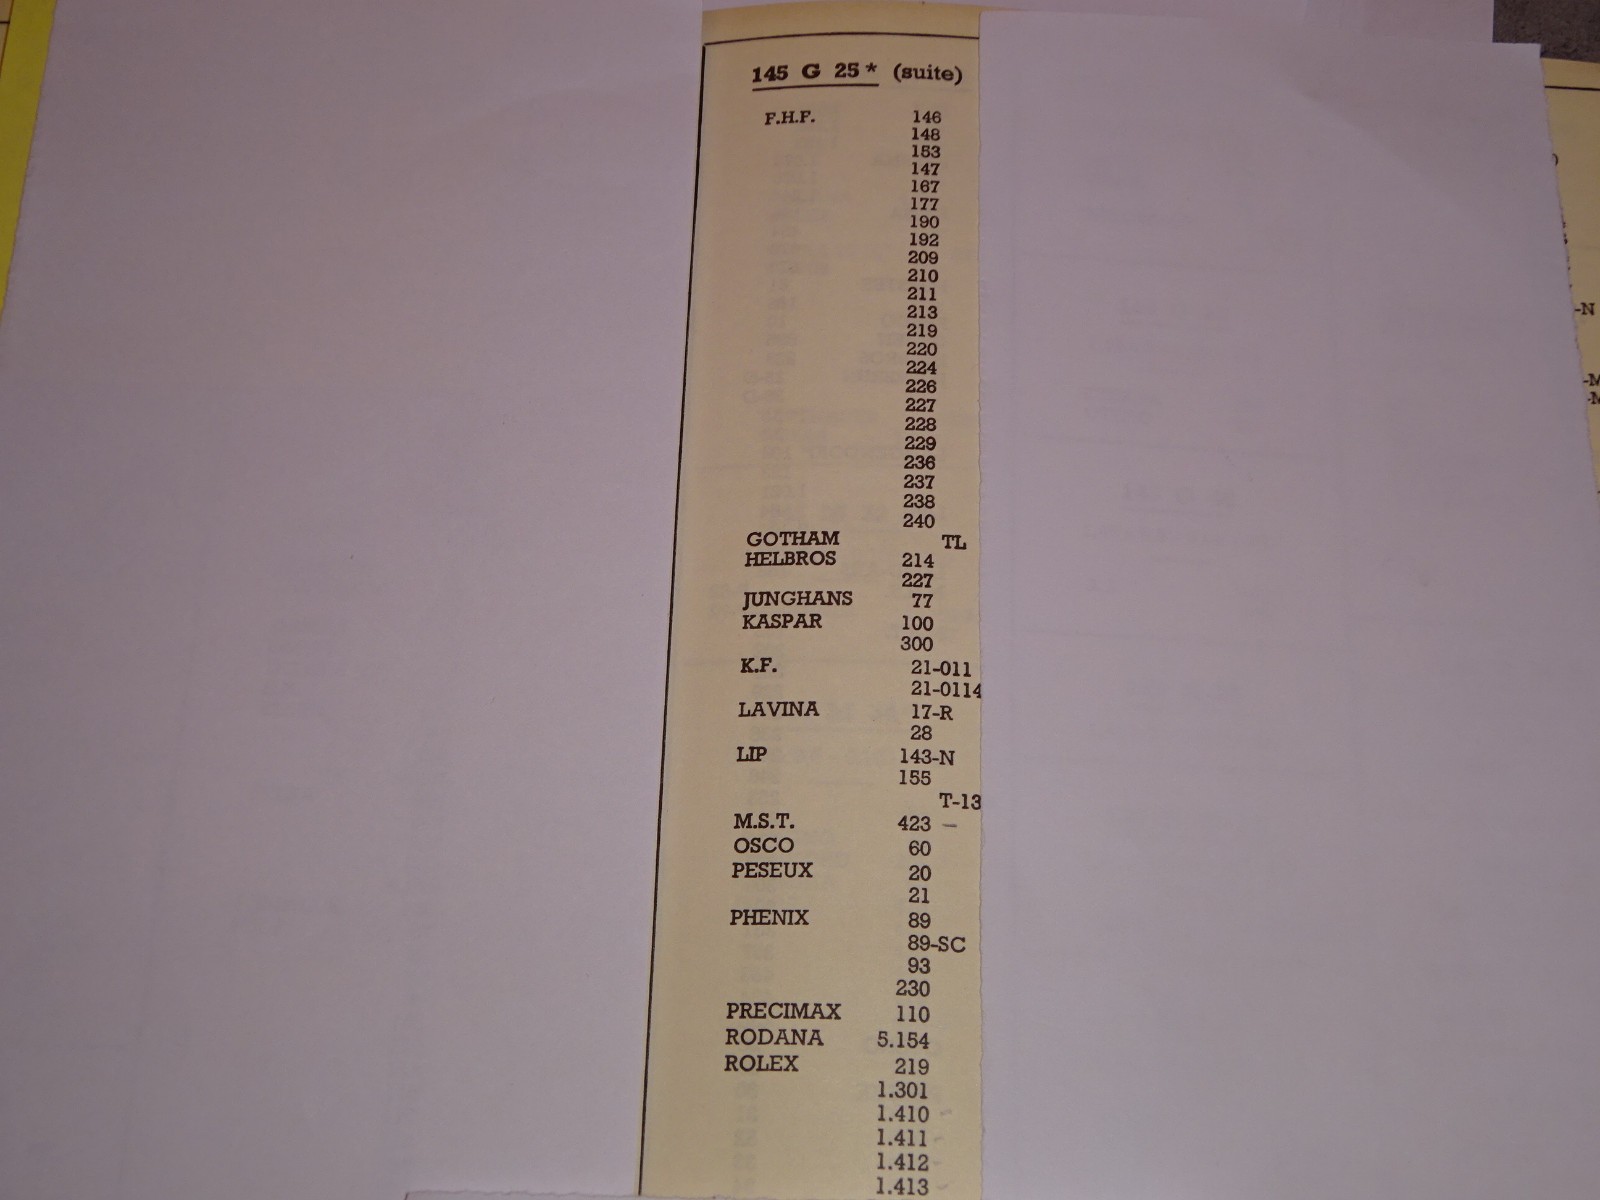 145 G 25* (suite)
F.H.F. 146
148
153
147
167
177
190
192
209
210
211
213
219
220
224
226
227
228
229
236
237
238
240
GOTHAM TL
HELBROS 214
227
JUNGHANS 77
KASPAR 100
300
K.F. 21-011
21-0114
LAVINA 17-R
28
LIP 143-N
155
T-13
M.S.T. 423 -
OSCO 60
PESEUX 20
21
PHENIX 89
89-SC
93
230
PRECIMAX 110
RODANA 5.154
ROLEX 219
1.301
1.410
1.411
1.412
1.413
-N